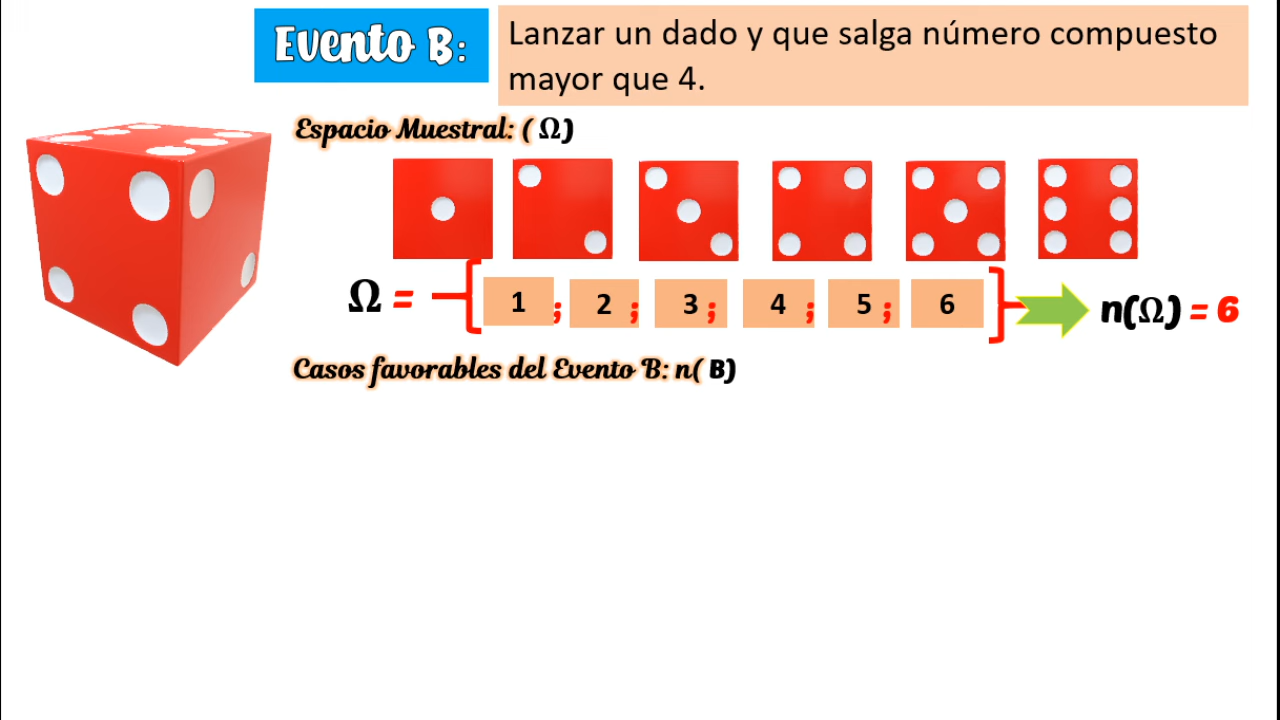 Evento B:
Lanzar un dado y que salga número compuesto
mayor que 4.
Espacio Muestral: ( Ω)
Ω = { 1 ; 2 ; 3 ; 4 ; 5 ; 6 } n(Ω) = 6
Casos favorables del Evento B: n( B)